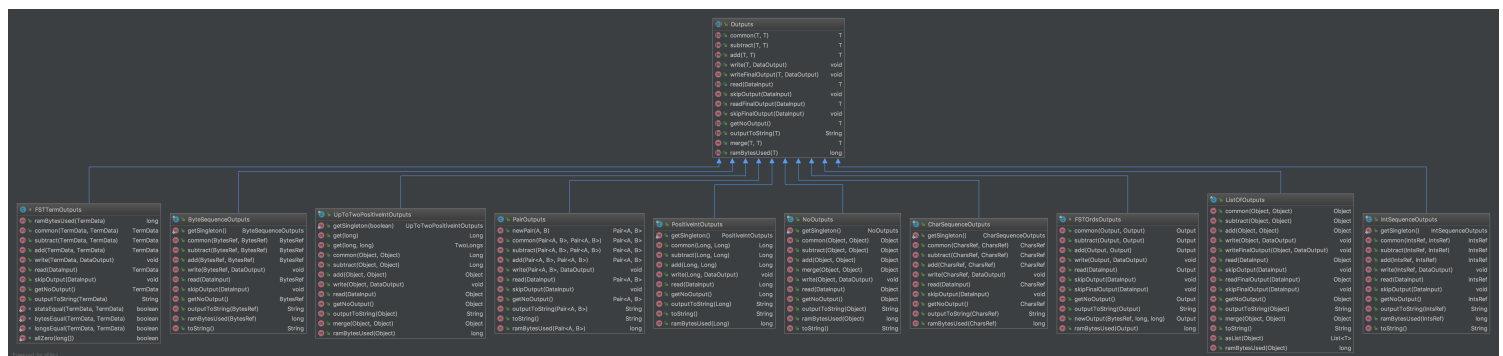 Outputs
common(T, T) T
subtract(T, T) T
add(T, T) T
write(T, DataOutput) void
writeFinalOutput(T, DataOutput) void
read(DataInput) T
skipOutput(DataInput) void
readFinalOutput(DataInput) T
skipFinalOutput(DataInput) void
getNoOutput() T
outputToString(T) String
merge(T, T) T
ramBytesUsed(T) long
FSTTermOutputs
ramBytesUsed(TermData) long
common(TermData, TermData) TermData
subtract(TermData, TermData) TermData
add(TermData, TermData) TermData
write(TermData, DataOutput) void
read(DataInput) TermData
skipOutput(DataInput) void
getNoOutput() TermData
outputToString(TermData) String
statsEqual(TermData, TermData) boolean
bytesEqual(TermData, TermData) boolean
longsEqual(TermData, TermData) boolean
allZero(long[]) boolean
ByteSequenceOutputs
getSingleton() ByteSequenceOutputs
common(BytesRef, BytesRef) BytesRef
subtract(BytesRef, BytesRef) BytesRef
add(BytesRef, BytesRef) BytesRef
write(BytesRef, DataOutput) void
read(DataInput) BytesRef
skipOutput(DataInput) void
getNoOutput() BytesRef
outputToString(BytesRef) String
ramBytesUsed(BytesRef) long
toString() String
UpToTwoPositiveIntOutputs
getSingleton(boolean) UpToTwoPositiveIntOutputs
get(long) Long
get(long, long) TwoLongs
common(Object, Object) Long
subtract(Object, Object) Long
add(Object, Object) Object
write(Object, DataOutput) void
read(DataInput) Object
getNoOutput() Object
outputToString(Object) String
merge(Object, Object) Object
ramBytesUsed(Object) long
PairOutputs
newPair(A, B) Pair<A, B>
common(Pair<A, B>, Pair<A, B>) Pair<A, B>
subtract(Pair<A, B>, Pair<A, B>) Pair<A, B>
add(Pair<A, B>, Pair<A, B>) Pair<A, B>
write(Pair<A, B>, DataOutput) void
read(DataInput) Pair<A, B>
skipOutput(DataInput) void
getNoOutput() Pair<A, B>
outputToString(Pair<A, B>) String
toString() String
ramBytesUsed(Pair<A, B>) long
PositiveIntOutputs
getSingleton() PositiveIntOutputs
common(Long, Long) Long
subtract(Long, Long) Long
add(Long, Long) Long
write(Long, DataOutput) void
read(DataInput) Long
getNoOutput() Long
outputToString(Long) String
toString() String
ramBytesUsed(Long) long
NoOutputs
getSingleton() NoOutputs
common(Object, Object) Object
subtract(Object, Object) Object
add(Object, Object) Object
merge(Object, Object) Object
write(Object, DataOutput) void
read(DataInput) Object
getNoOutput() Object
outputToString(Object) String
ramBytesUsed(Object) long
toString() String
CharSequenceOutputs
getSingleton() CharSequenceOutputs
common(CharsRef, CharsRef) CharsRef
subtract(CharsRef, CharsRef) CharsRef
add(CharsRef, CharsRef) CharsRef
write(CharsRef, DataOutput) void
read(DataInput) CharsRef
skipOutput(DataInput) void
getNoOutput() CharsRef
outputToString(CharsRef) String
ramBytesUsed(CharsRef) long
FSTOrdsOutputs
common(Output, Output) Output
subtract(Output, Output) Output
add(Output, Output) Output
write(Output, DataOutput) void
read(DataInput) Output
skipOutput(DataInput) void
getNoOutput() Output
outputToString(Output) String
newOutput(BytesRef, long, long) Output
ramBytesUsed(Output) long
ListOfOutputs
common(Object, Object) Object
subtract(Object, Object) Object
add(Object, Object) Object
write(Object, DataOutput) void
writeFinalOutput(Object, DataOutput) void
read(DataInput) Object
skipOutput(DataInput) void
readFinalOutput(DataInput) Object
skipFinalOutput(DataInput) void
getNoOutput() Object
outputToString(Object) String
merge(Object, Object) Object
toString() String
asList(Object) List<T>
ramBytesUsed(Object) long
IntSequenceOutputs
getSingleton() IntSequenceOutputs
common(IntsRef, IntsRef) IntsRef
subtract(IntsRef, IntsRef) IntsRef
add(IntsRef, IntsRef) IntsRef
write(IntsRef, DataOutput) void
read(DataInput) IntsRef
skipOutput(DataInput) void
getNoOutput() IntsRef
outputToString(IntsRef) String
ramBytesUsed(IntsRef) long
toString() String